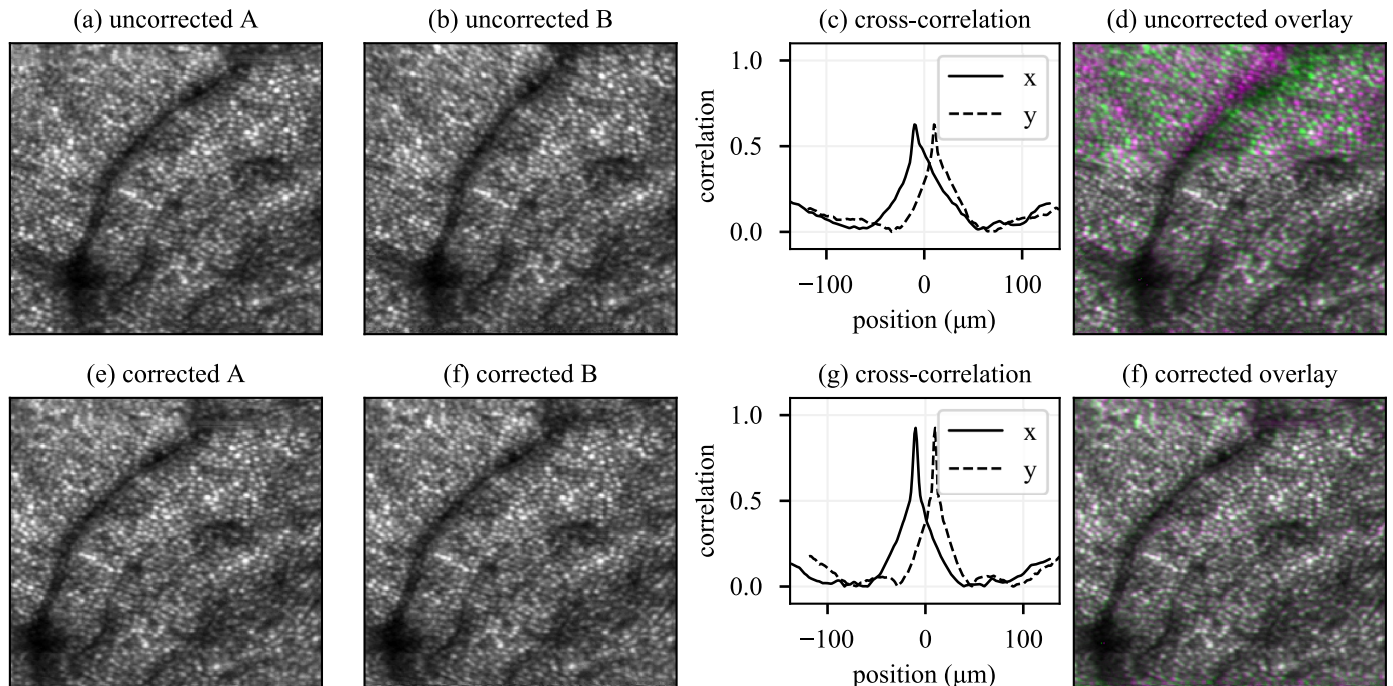 (a) uncorrected A
(b) uncorrected B
(c) cross-correlation
(d) uncorrected overlay
correlation
1.0
0.5
0.0
x
y
−100
0
100
position (μm)
(e) corrected A
(f) corrected B
(g) cross-correlation
(f) corrected overlay
correlation
1.0
0.5
0.0
x
y
−100
0
100
position (μm)